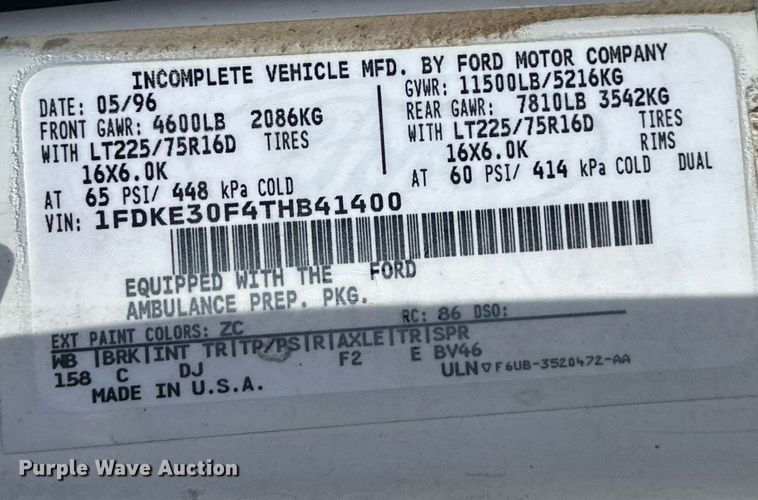 INCOMPLETE VEHICLE MFD. BY FORD MOTOR COMPANY
DATE: 05/96
FRONT GAWR: 4600LB 2086KG
WITH LT225/75R16D TIRES
16X6.0K
AT 65 PSI/ 448 kPa COLD
GVWR: 11500LB/5216KG
REAR GAWR: 7810LB 3542KG
WITH LT225/75R16D TIRES
16X6.0K RIMS
AT 60 PSI/ 414 kPa COLD DUAL
VIN: 1FDKE30F4THB41400
EQUIPPED WITH THE FORD
AMBULANCE PREP. PKG.
EXT PAINT COLORS: ZC RC: 86 DSO:
WB BRK INT TR TP/PS R AXLE TR SPR
158 C DJ F2 E BV46
MADE IN U.S.A.
ULN F6UB-3520472-AA
Purple Wave Auction